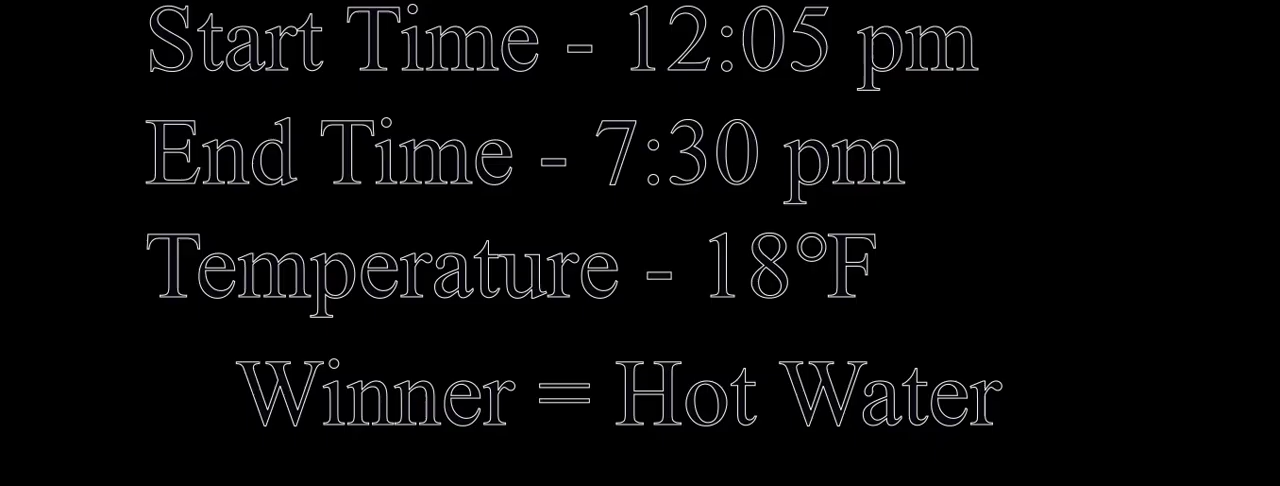 Start Time - 12:05 pm
End Time - 7:30 pm
Temperature - 18°F
Winner = Hot Water